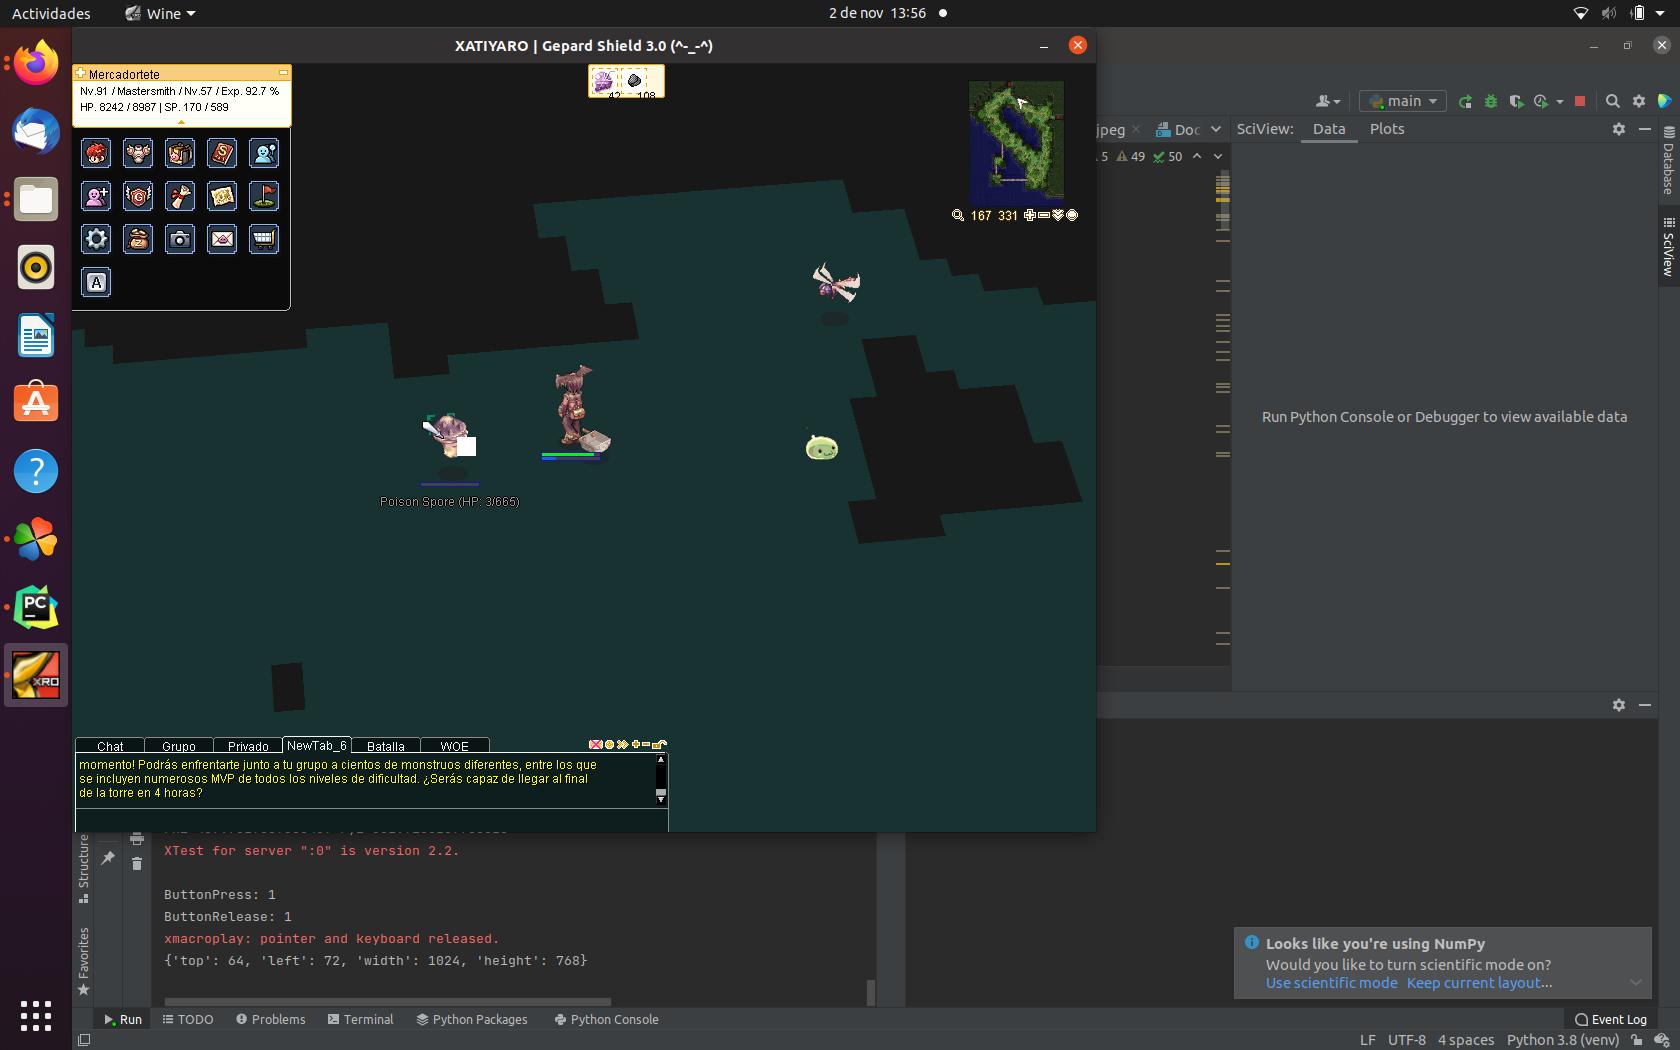 Actividades
Wine
2 de nov 13:56
XATIYARO | Gepard Shield 3.0 (^-_-^)
Mercadortete
Nv.91 / Mastersmith / Nv.57 / Exp. 92.7 %
HP. 8242 / 8987 | SP. 170 / 589
42
108
167 331
A
main
jpeg
Doc
SciView:
Data
Plots
5
49
50
Database
SciView
Run Python Console or Debugger to view available data
Poison Spore (HP: 3/665)
PC
XRO
Chat
Grupo
Privado
NewTab_6
Batalla
WOE
momento! Podrás enfrentarte junto a tu grupo a cientos de monstruos diferentes, entre los que
se incluyen numerosos MVP de todos los niveles de dificultad. ¿Serás capaz de llegar al final
de la torre en 4 horas?
Structure
Favorites
XTest for server ":0" is version 2.2.
ButtonPress: 1
ButtonRelease: 1
xmacroplay: pointer and keyboard released.
{'top': 64, 'left': 72, 'width': 1024, 'height': 768}
Looks like you're using NumPy
Would you like to turn scientific mode on?
Use scientific mode Keep current layout...
Run
TODO
Problems
Terminal
Python Packages
Python Console
Event Log
LF UTF-8 4 spaces Python 3.8 (venv)